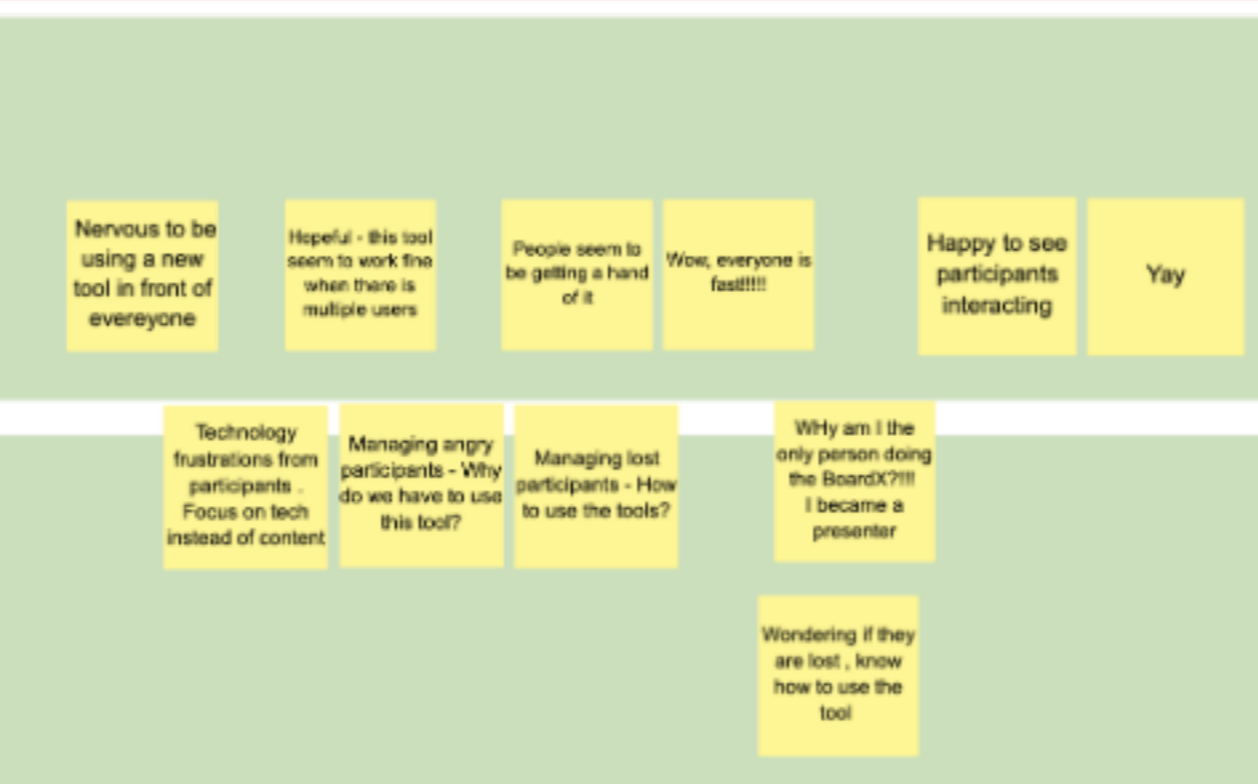 Nervous to be
using a new
tool in front of
evereyone
Hopeful - this tool
seem to work fine
when there is
multiple users
People seem to
be getting a hand
of it
Wow, everyone is
fast!!!!!
Happy to see
participants
interacting
Yay
Technology
frustrations from
participants .
Focus on tech
instead of content
Managing angry
participants - Why
do we have to use
this tool?
Managing lost
participants - How
to use the tools?
WHy am I the
only person doing
the BoardX?!!!
I became a
presenter
Wondering if they
are lost , know
how to use the
tool